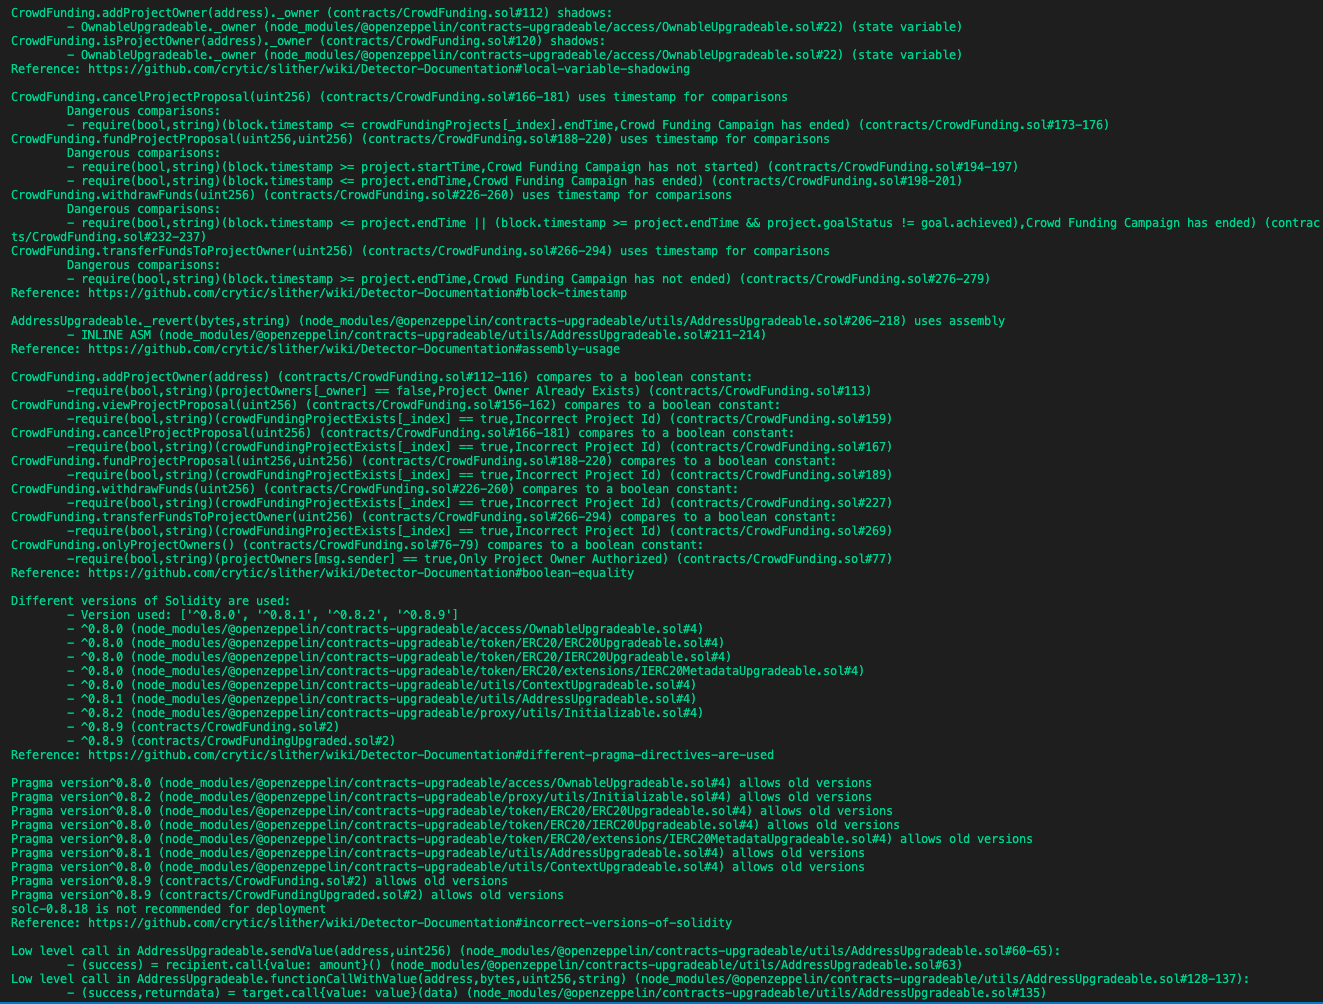 CrowdFunding.addProjectOwner(address)._owner (contracts/CrowdFunding.sol#112) shadows:
- OwnableUpgradeable._owner (node_modules/@openzeppelin/contracts-upgradeable/access/OwnableUpgradeable.sol#22) (state variable)
CrowdFunding.isProjectOwner(address)._owner (contracts/CrowdFunding.sol#120) shadows:
- OwnableUpgradeable._owner (node_modules/@openzeppelin/contracts-upgradeable/access/OwnableUpgradeable.sol#22) (state variable)
Reference: https://github.com/crytic/slither/wiki/Detector-Documentation#local-variable-shadowing
CrowdFunding.cancelProjectProposal(uint256) (contracts/CrowdFunding.sol#166-181) uses timestamp for comparisons
Dangerous comparisons:
- require(bool,string)(block.timestamp <= crowdFundingProjects[_index].endTime,Crowd Funding Campaign has ended) (contracts/CrowdFunding.sol#173-176)
CrowdFunding.fundProjectProposal(uint256,uint256) (contracts/CrowdFunding.sol#188-220) uses timestamp for comparisons
Dangerous comparisons:
- require(bool,string)(block.timestamp >= project.startTime,Crowd Funding Campaign has not started) (contracts/CrowdFunding.sol#194-197)
- require(bool,string)(block.timestamp <= project.endTime,Crowd Funding Campaign has ended) (contracts/CrowdFunding.sol#198-201)
CrowdFunding.withdrawFunds(uint256) (contracts/CrowdFunding.sol#226-260) uses timestamp for comparisons
Dangerous comparisons:
- require(bool,string)(block.timestamp <= project.endTime || (block.timestamp >= project.endTime && project.goalStatus != goal.achieved),Crowd Funding Campaign has ended) (contrac
ts/CrowdFunding.sol#232-237)
CrowdFunding.transferFundsToProjectOwner(uint256) (contracts/CrowdFunding.sol#266-294) uses timestamp for comparisons
Dangerous comparisons:
- require(bool,string)(block.timestamp >= project.endTime,Crowd Funding Campaign has not ended) (contracts/CrowdFunding.sol#276-279)
Reference: https://github.com/crytic/slither/wiki/Detector-Documentation#block-timestamp
AddressUpgradeable._revert(bytes,string) (node_modules/@openzeppelin/contracts-upgradeable/utils/AddressUpgradeable.sol#206-218) uses assembly
- INLINE ASM (node_modules/@openzeppelin/contracts-upgradeable/utils/AddressUpgradeable.sol#211-214)
Reference: https://github.com/crytic/slither/wiki/Detector-Documentation#assembly-usage
CrowdFunding.addProjectOwner(address) (contracts/CrowdFunding.sol#112-116) compares to a boolean constant:
-require(bool,string)(projectOwners[_owner] == false,Project Owner Already Exists) (contracts/CrowdFunding.sol#113)
CrowdFunding.viewProjectProposal(uint256) (contracts/CrowdFunding.sol#156-162) compares to a boolean constant:
-require(bool,string)(crowdFundingProjectExists[_index] == true,Incorrect Project Id) (contracts/CrowdFunding.sol#159)
CrowdFunding.cancelProjectProposal(uint256) (contracts/CrowdFunding.sol#166-181) compares to a boolean constant:
-require(bool,string)(crowdFundingProjectExists[_index] == true,Incorrect Project Id) (contracts/CrowdFunding.sol#167)
CrowdFunding.fundProjectProposal(uint256,uint256) (contracts/CrowdFunding.sol#188-220) compares to a boolean constant:
-require(bool,string)(crowdFundingProjectExists[_index] == true,Incorrect Project Id) (contracts/CrowdFunding.sol#189)
CrowdFunding.withdrawFunds(uint256) (contracts/CrowdFunding.sol#226-260) compares to a boolean constant:
-require(bool,string)(crowdFundingProjectExists[_index] == true,Incorrect Project Id) (contracts/CrowdFunding.sol#227)
CrowdFunding.transferFundsToProjectOwner(uint256) (contracts/CrowdFunding.sol#266-294) compares to a boolean constant:
-require(bool,string)(crowdFundingProjectExists[_index] == true,Incorrect Project Id) (contracts/CrowdFunding.sol#269)
CrowdFunding.onlyProjectOwners() (contracts/CrowdFunding.sol#76-79) compares to a boolean constant:
-require(bool,string)(projectOwners[msg.sender] == true,Only Project Owner Authorized) (contracts/CrowdFunding.sol#77)
Reference: https://github.com/crytic/slither/wiki/Detector-Documentation#boolean-equality
Different versions of Solidity are used:
- Version used: ['^0.8.0', '^0.8.1', '^0.8.2', '^0.8.9']
- ^0.8.0 (node_modules/@openzeppelin/contracts-upgradeable/access/OwnableUpgradeable.sol#4)
- ^0.8.0 (node_modules/@openzeppelin/contracts-upgradeable/token/ERC20/ERC20Upgradeable.sol#4)
- ^0.8.0 (node_modules/@openzeppelin/contracts-upgradeable/token/ERC20/IERC20Upgradeable.sol#4)
- ^0.8.0 (node_modules/@openzeppelin/contracts-upgradeable/token/ERC20/extensions/IERC20MetadataUpgradeable.sol#4)
- ^0.8.0 (node_modules/@openzeppelin/contracts-upgradeable/utils/ContextUpgradeable.sol#4)
- ^0.8.1 (node_modules/@openzeppelin/contracts-upgradeable/utils/AddressUpgradeable.sol#4)
- ^0.8.2 (node_modules/@openzeppelin/contracts-upgradeable/proxy/utils/Initializable.sol#4)
- ^0.8.9 (contracts/CrowdFunding.sol#2)
- ^0.8.9 (contracts/CrowdFundingUpgraded.sol#2)
Reference: https://github.com/crytic/slither/wiki/Detector-Documentation#different-pragma-directives-are-used
Pragma version^0.8.0 (node_modules/@openzeppelin/contracts-upgradeable/access/OwnableUpgradeable.sol#4) allows old versions
Pragma version^0.8.2 (node_modules/@openzeppelin/contracts-upgradeable/proxy/utils/Initializable.sol#4) allows old versions
Pragma version^0.8.0 (node_modules/@openzeppelin/contracts-upgradeable/token/ERC20/ERC20Upgradeable.sol#4) allows old versions
Pragma version^0.8.0 (node_modules/@openzeppelin/contracts-upgradeable/token/ERC20/IERC20Upgradeable.sol#4) allows old versions
Pragma version^0.8.0 (node_modules/@openzeppelin/contracts-upgradeable/token/ERC20/extensions/IERC20MetadataUpgradeable.sol#4) allows old versions
Pragma version^0.8.1 (node_modules/@openzeppelin/contracts-upgradeable/utils/AddressUpgradeable.sol#4) allows old versions
Pragma version^0.8.0 (node_modules/@openzeppelin/contracts-upgradeable/utils/ContextUpgradeable.sol#4) allows old versions
Pragma version^0.8.9 (contracts/CrowdFunding.sol#2) allows old versions
Pragma version^0.8.9 (contracts/CrowdFundingUpgraded.sol#2) allows old versions
solc-0.8.18 is not recommended for deployment
Reference: https://github.com/crytic/slither/wiki/Detector-Documentation#incorrect-versions-of-solidity
Low level call in AddressUpgradeable.sendValue(address,uint256) (node_modules/@openzeppelin/contracts-upgradeable/utils/AddressUpgradeable.sol#60-65):
- (success) = recipient.call{value: amount}() (node_modules/@openzeppelin/contracts-upgradeable/utils/AddressUpgradeable.sol#63)
Low level call in AddressUpgradeable.functionCallWithValue(address,bytes,uint256,string) (node_modules/@openzeppelin/contracts-upgradeable/utils/AddressUpgradeable.sol#128-137):
- (success,returndata) = target.call{value: value}(data) (node_modules/@openzeppelin/contracts-upgradeable/utils/AddressUpgradeable.sol#135)